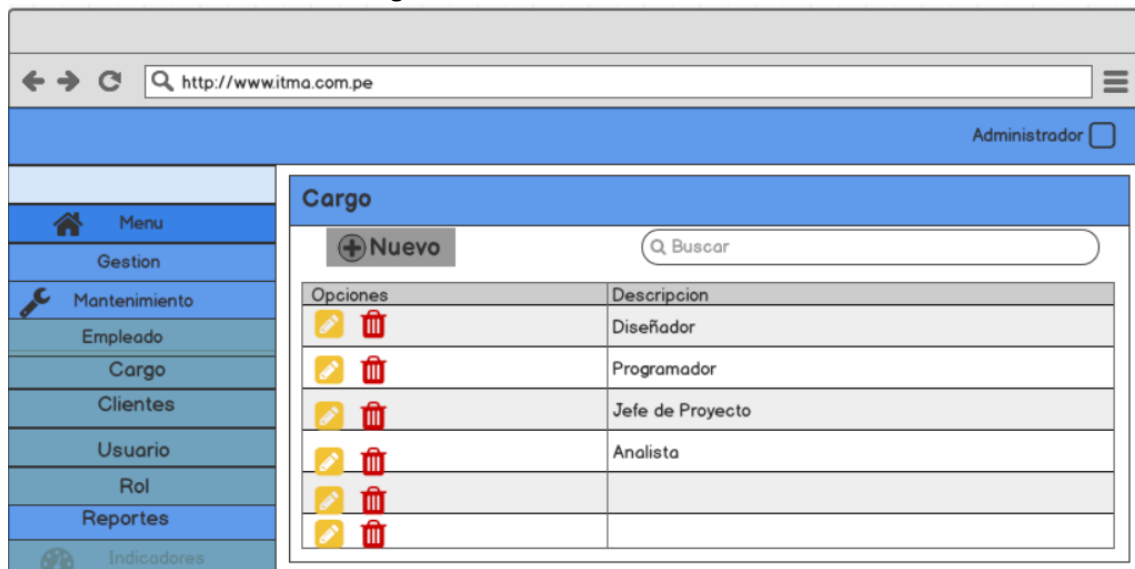 http://www.itma.com.pe
Administrador
Menu
Gestion
Mantenimiento
Empleado
Cargo
Clientes
Usuario
Rol
Reportes
Indicadores
Cargo
Nuevo
Buscar
Opciones Descripcion
Diseñador
Programador
Jefe de Proyecto
Analista